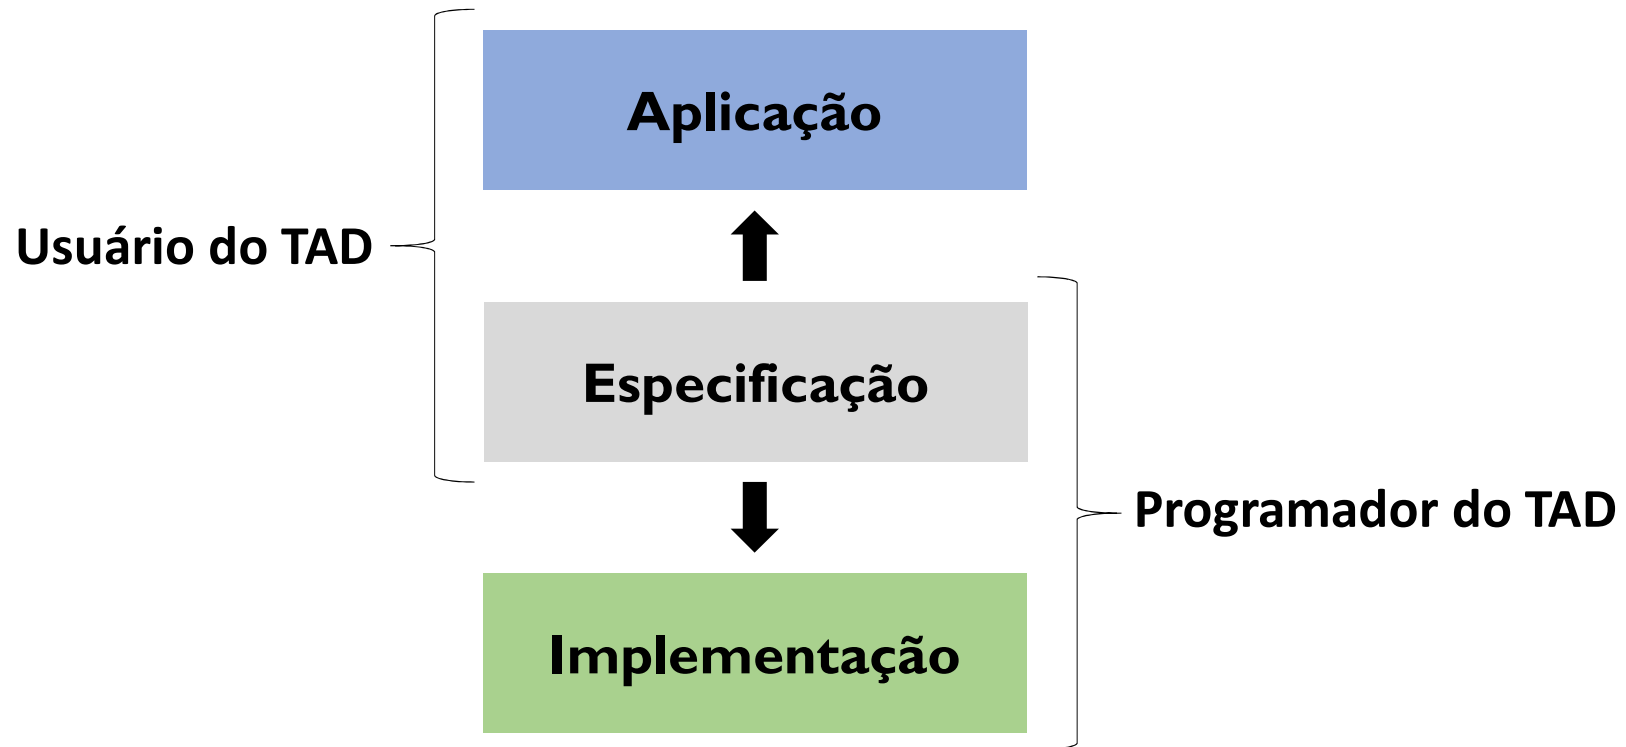 Aplicação
Usuário do TAD
Especificação
Programador do TAD
Implementação